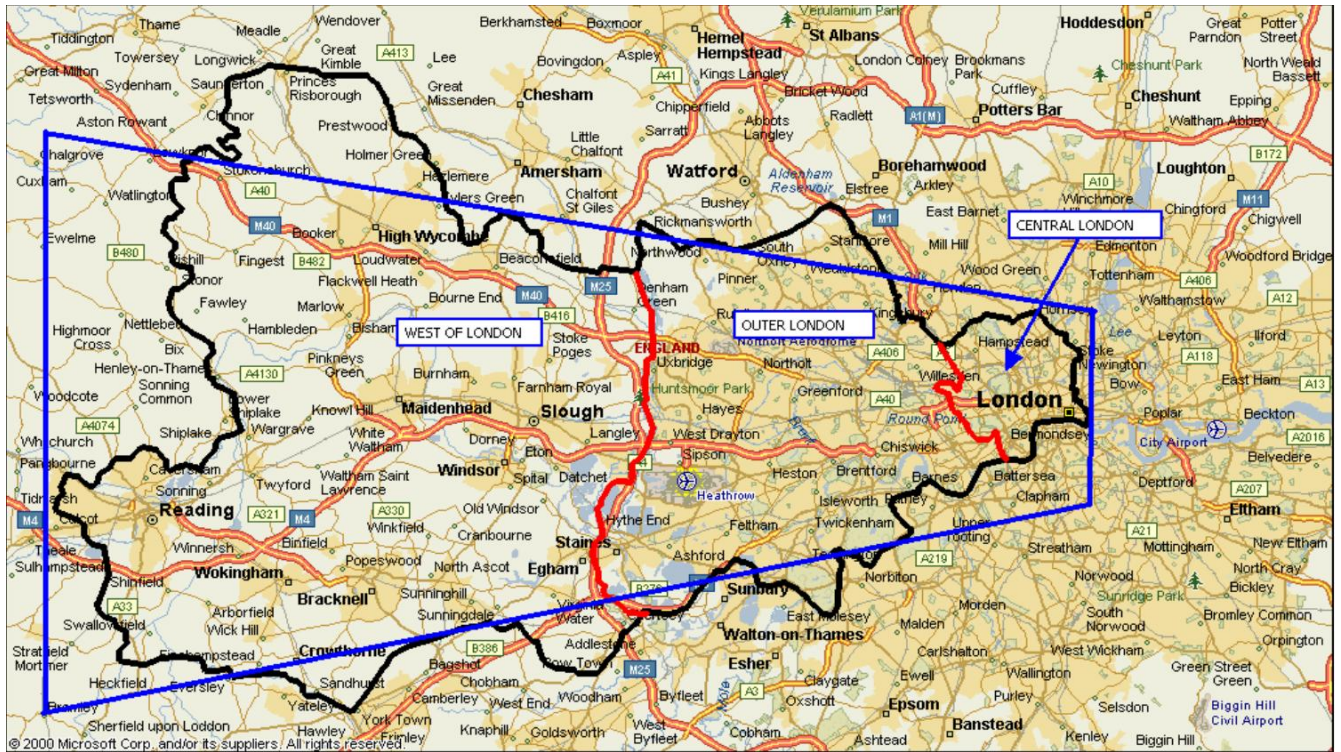 Thame
Meadle
Wendover
Berkhamsted
Boxmoor
Verulamium Park
Hoddesdon
Great Parndon
Potter Street
Tiddington
Towersey
Longwick
Great Kimble
A413
Lee
Aspley
Hemel Hempstead
St Albans
London Colney
Brookmans Park
Cheshunt Park
North Weald Bassett
Great Milton
Sydenham
Saunderton
Princes Risborough
Bovingdon
A41
Kings Langley
Cuffley
Tetsworth
Chinnor
Great Missenden
Chesham
Chipperfield
Bricket Wood
Potters Bar
Cheshunt
Epping
Aston Rowant
Prestwood
Little Chalfont
Sarratt
Abbots Langley
Radlett
A1(M)
Waltham Abbey
Chalgrove
Holmer Green
Amersham
Watford
Borehamwood
Loughton
B172
Cuxham
Stokenchurch
Hazlemere
Chalfont St Giles
Aldenham Reservoir
Elstree
Arkley
A10
Watlington
A40
Tylers Green
Bushey
Rickmansworth
M1
East Barnet
Winchmore
Chingford
M11
Chigwell
Ewelme
M40
Booker
High Wycombe
Northwood
South Oxhey
Stanmore
Mill Hill
CENTRAL LONDON
Edmonton
Woodford Bridge
B480
Fingest
B482
Loudwater
Beaconsfield
Pinner
Wood Green
Tottenham
A406
Flackwell Heath
M25
Denham Green
Walthamstow
A12
Fawley
Marlow
Bourne End
M40
Kingsbury
Highmoor Cross
Nettlebed
Hambleden
Bisham
WEST OF LONDON
B416
OUTER LONDON
Lee
Leyton
Ilford
Bix
Stoke Poges
ENGLAND
Northolt Aerodrome
A406
Hampstead
Stoke Newington
A118
Henley-on-Thames
Pinkneys Green
Uxbridge
Northolt
Willesden
Bow
East Ham
A13
Woodcote
Sonning Common
A4130
Burnham
Farnham Royal
Huntsmoor Park
Greenford
A40
London
Poplar
Beckton
A4074
Shiplake
Knowl Hill
Maidenhead
Slough
Hayes
Round Pond
Whitchurch
Shiplake
Wargrave
White Waltham
Dorney
Eton
Langley
West Drayton
Brent
Chiswick
Bermondsey
City Airport
A2016
Pangbourne
Caversham
Windsor
Sipson
Heston
Brentford
Barnes
Battersea
Belvedere
Tidmarsh
Sonning
Twyford
Waltham Saint Lawrence
Spital
Datchet
Heathrow
Isleworth
Putney
Clapham
Deptford
A207
M4
Calcot
Reading
A321
M4
A330
Old Windsor
Hythe End
Feltham
Twickenham
Upper Tooting
A21
Eltham
Theale
Winnersh
Binfield
Winkfield
Cranbourne
Staines
Ashford
A219
Streatham
Mottingham
New Eltham
Sulhampstead
Shinfield
Wokingham
Popeswood
North Ascot
Egham
B376
Norbiton
Norwood
North Cray
Bickley
A33
Bracknell
Sunninghill
Virginia Water
Sunbury
East Molesey
Morden
Sunridge Park
Swallowfield
Arborfield
Wick Hill
Sunningdale
Addlestone
Walton-on-Thames
Malden
South Norwood
Bromley Common
Stratfield Mortimer
Finchampstead
Crowthorne
B386
Row Town
Carlshalton
West Wickham
Orpington
Heckfield
Eversley
Sandhurst
Bagshot
Chobham
M25
Esher
Claygate
Ewell
Wallington
Green Street Green
Bramley
Yateley
Camberley
West End
Woodham
Byfleet
Mole
A3
Oxshott
Purley
Selsdon
Sherfield upon Loddon
York Town
Epsom
Banstead
Biggin Hill Civil Airport
Hawley
Frimley
Knaphill
Goldsworth
West Byfleet
Cobham
Ashtead
Kenley
Biggin Hill
© 2000 Microsoft Corp. and/or its suppliers. All rights reserved.